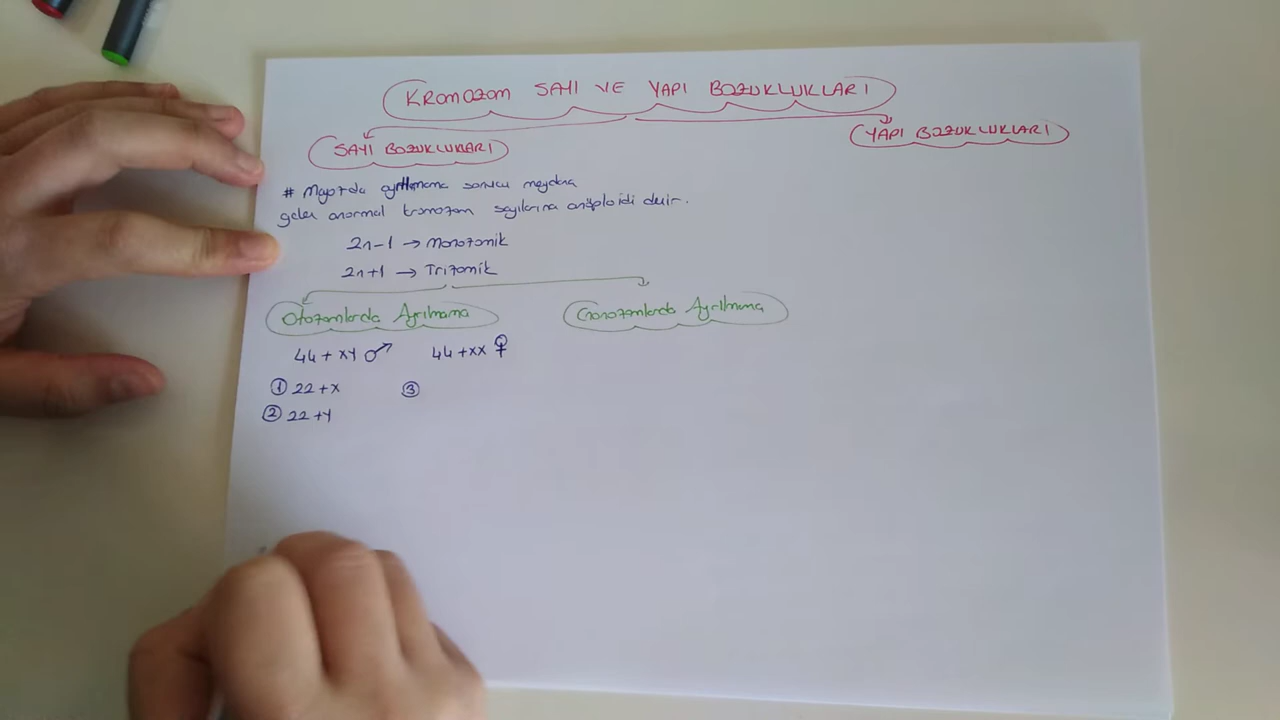 KROMOZOM SAYI VE YAPI BOZUKLUKLARI
SAYI BOZUKLUKLARI
YAPI BOZUKLUKLARI
# Mayozda ayrılmama sonucu meydana
gelen anormal kromozom sayılarına anöploidi denir.
2n-1 → Monozomik
2n+1 → Trizomik
Otozomlarda Ayrılmama
Gonozomlarda Ayrılmama
44 + XY ♂
44 + XX ♀
① 22 + X
③
② 22 + Y